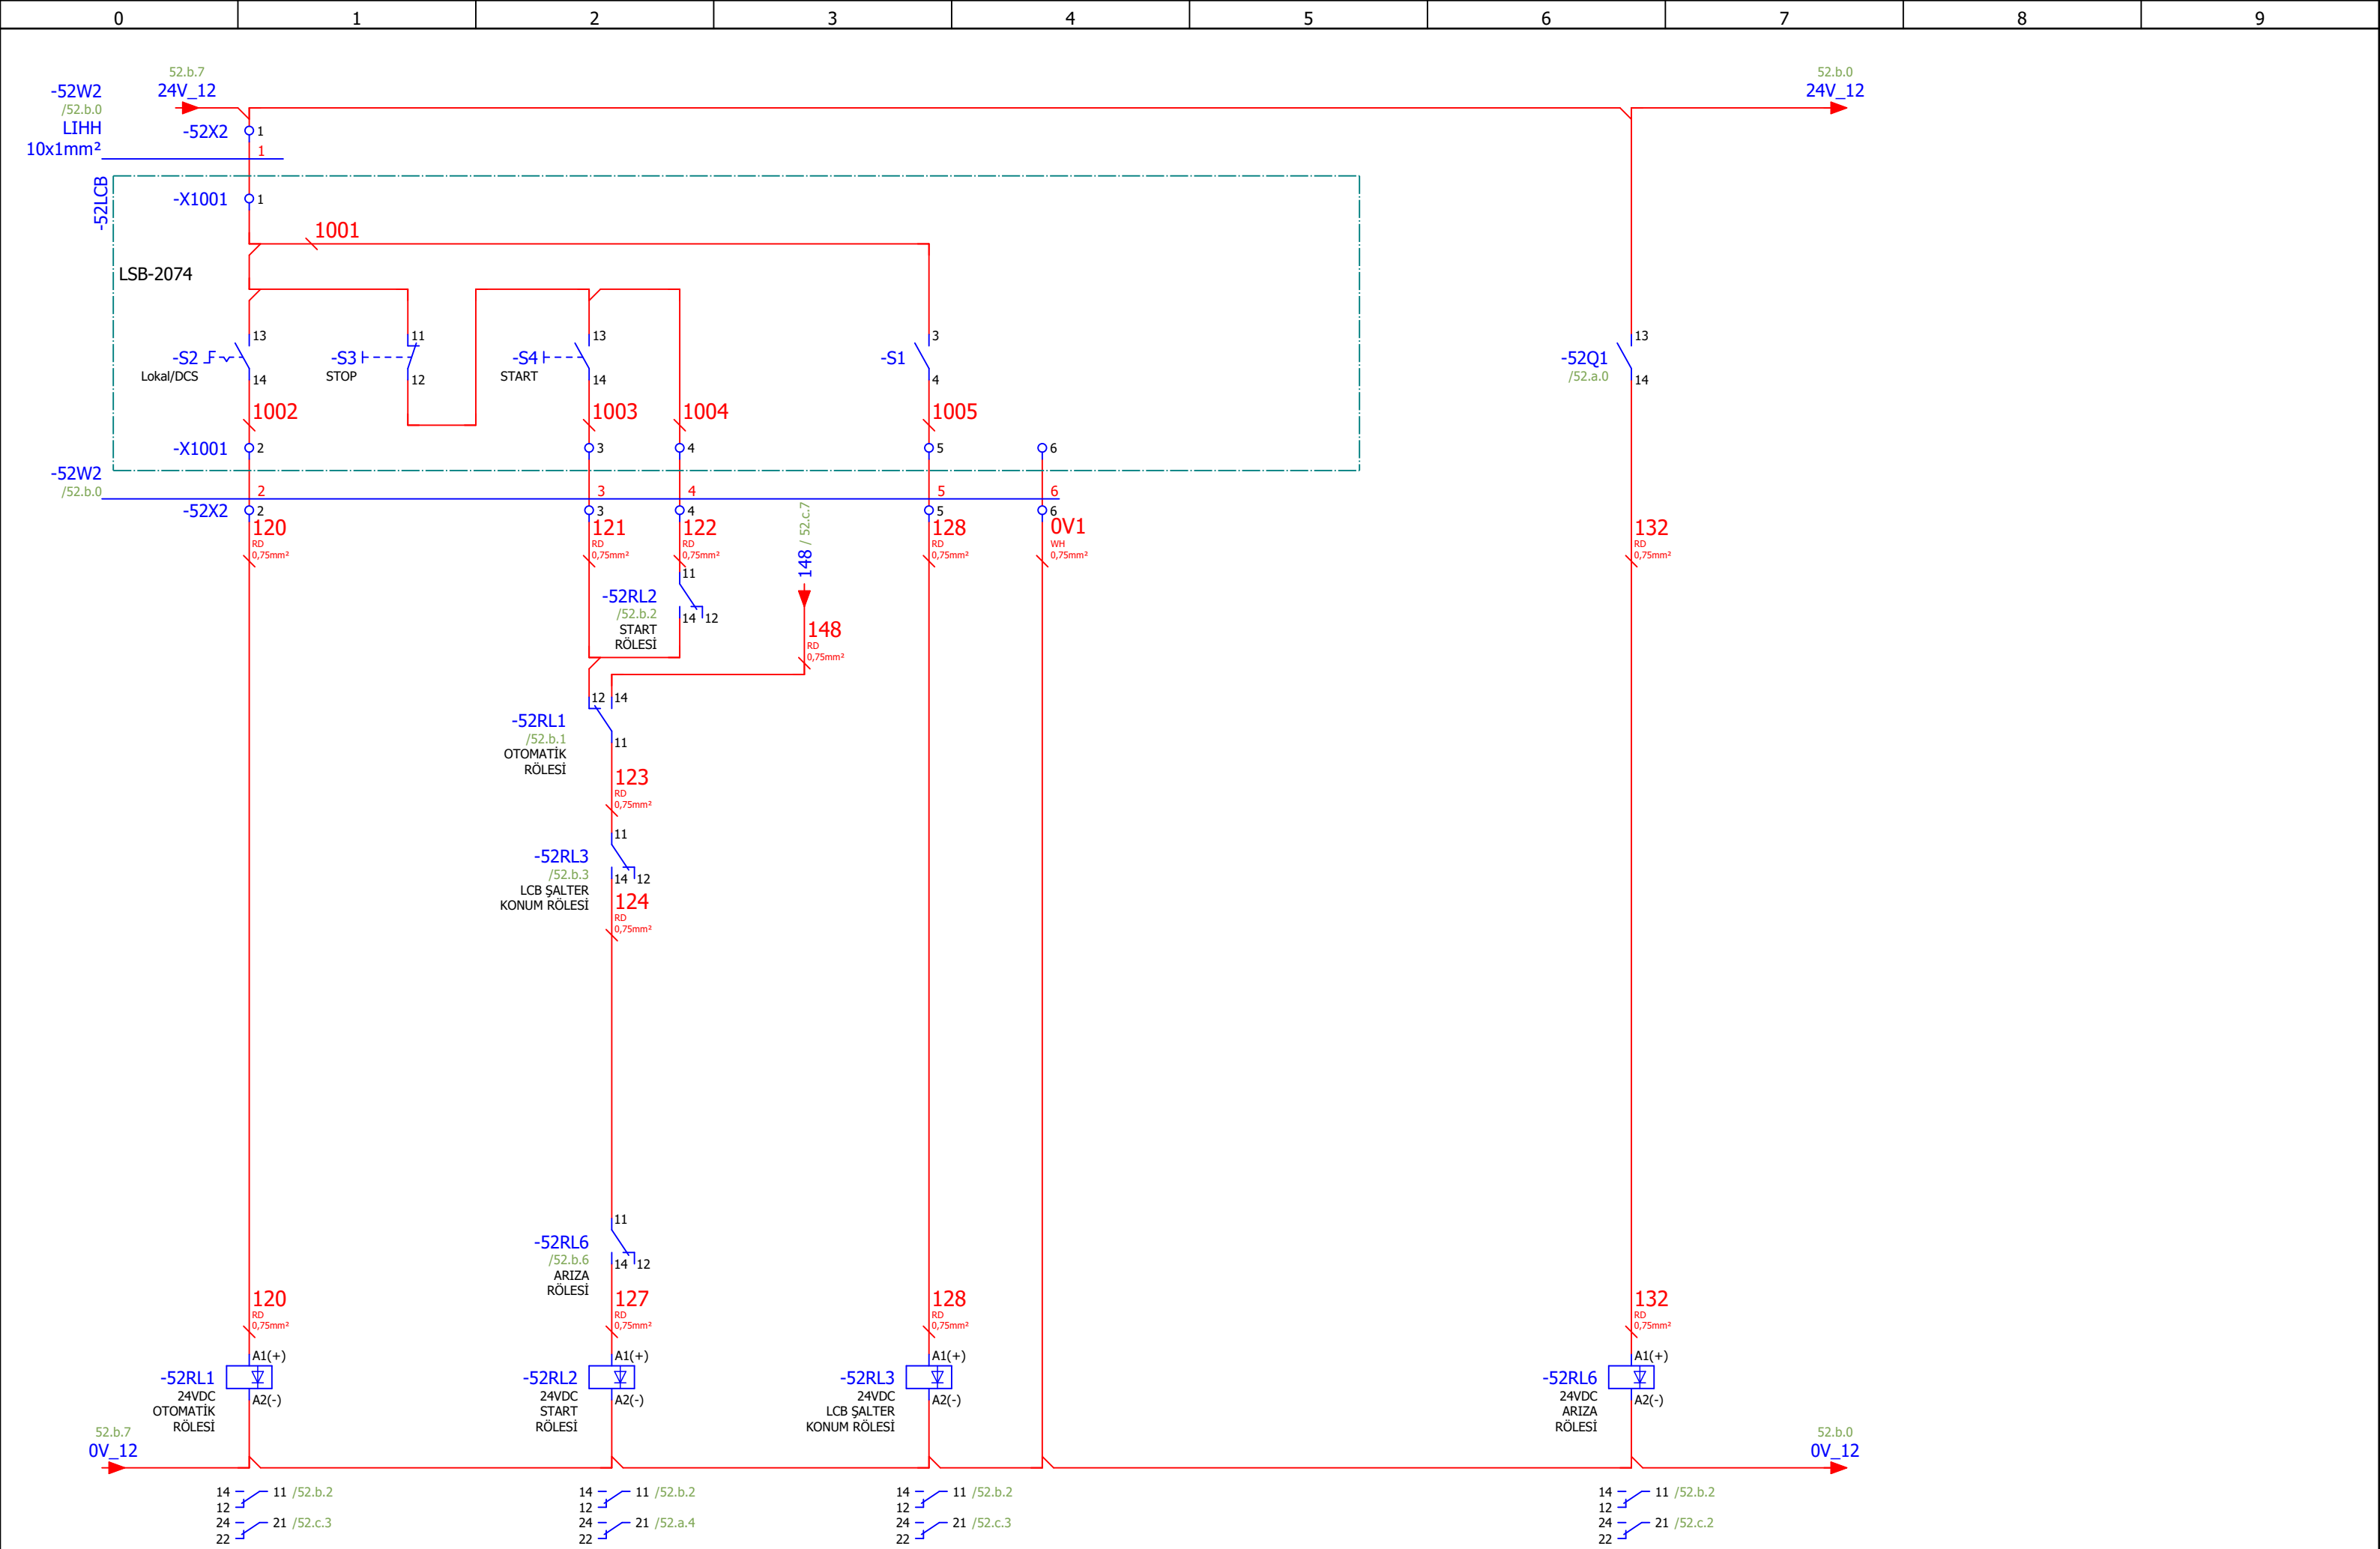 0 1 2 3 4 5 6 7 8 9
52.b.7
24V_12
52.b.0
24V_12
-52W2
/52.b.0
LIHH
10x1mm²
-52X2 1
1
-52LCB
-X1001 1
1001
LSB-2074
-S2 13
Lokal/DCS 14
-S3 11
STOP 12
-S4 13
START 14
-S1 3
4
-52Q1 13
/52.a.0 14
1002 1003 1004 1005
-X1001 2 3 4 5 6
-52W2
/52.b.0
2 3 4 5 6
-52X2 2 3 4 5 6
120
RD
0,75mm²
121
RD
0,75mm²
122
RD
0,75mm²
148 / 52.c.7
128
RD
0,75mm²
0V1
WH
0,75mm²
132
RD
0,75mm²
11
-52RL2
/52.b.2 14 12
START
RÖLESİ
148
RD
0,75mm²
12 14
-52RL1
/52.b.1 11
OTOMATİK
RÖLESİ
123
RD
0,75mm²
11
-52RL3
/52.b.3 14 12
LCB ŞALTER
KONUM RÖLESİ
124
RD
0,75mm²
11
-52RL6
/52.b.6 14 12
ARIZA
RÖLESİ
120
RD
0,75mm²
127
RD
0,75mm²
128
RD
0,75mm²
132
RD
0,75mm²
A1(+)
-52RL1
24VDC A2(-)
OTOMATİK
RÖLESİ
A1(+)
-52RL2
24VDC A2(-)
START
RÖLESİ
A1(+)
-52RL3
24VDC A2(-)
LCB ŞALTER
KONUM RÖLESİ
A1(+)
-52RL6
24VDC A2(-)
ARIZA
RÖLESİ
52.b.7
0V_12
52.b.0
0V_12
14 11 /52.b.2
12
24 21 /52.c.3
22
14 11 /52.b.2
12
24 21 /52.a.4
22
14 11 /52.b.2
12
24 21 /52.c.3
22
14 11 /52.b.2
12
24 21 /52.c.2
22